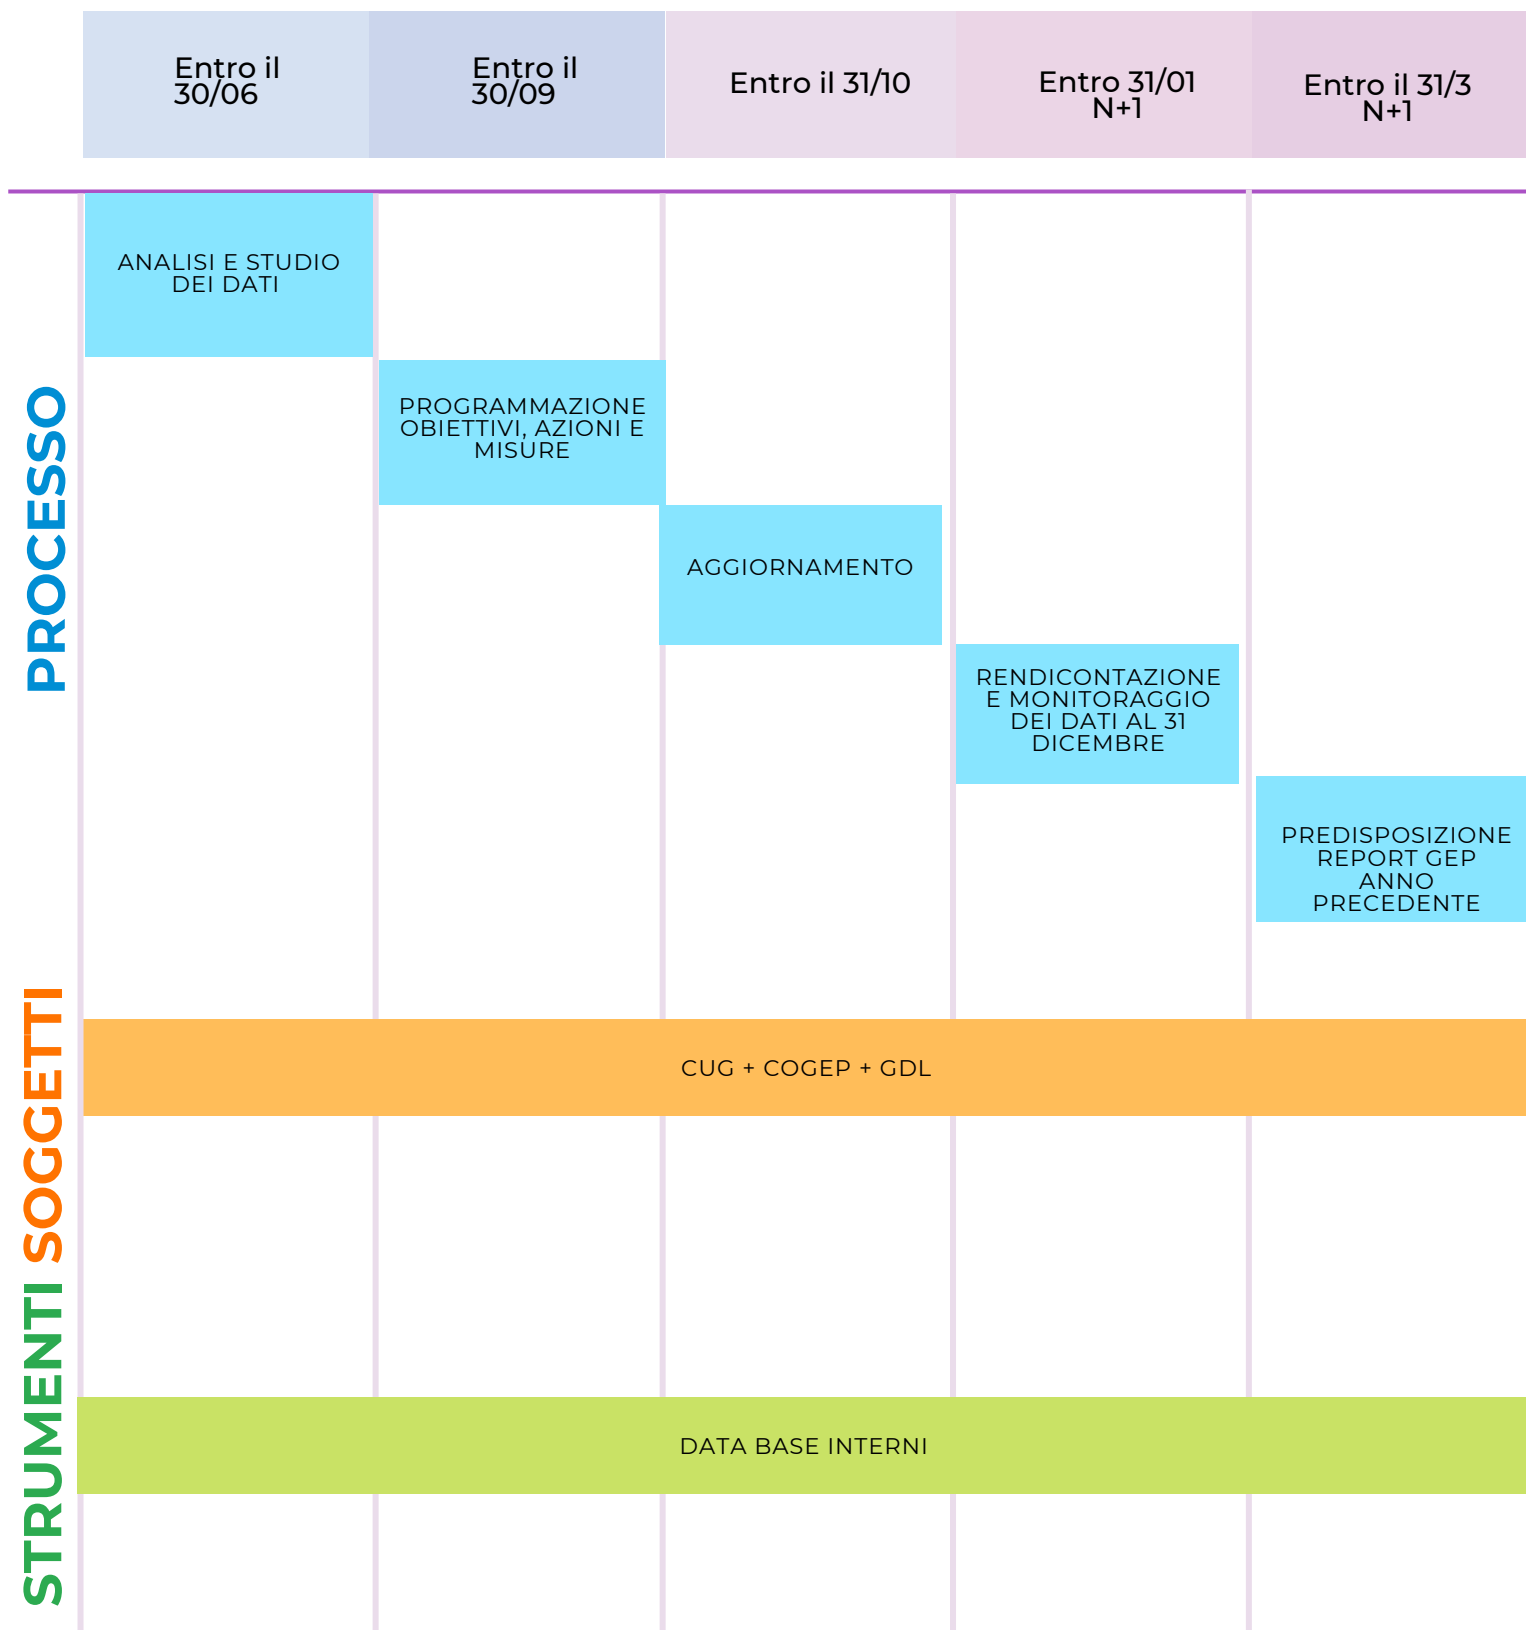 Entro il
30/06
Entro il
30/09
Entro il 31/10
Entro 31/01
N+1
Entro il 31/3
N+1
PROCESSO
ANALISI E STUDIO
DEI DATI
PROGRAMMAZIONE
OBIETTIVI, AZIONI E
MISURE
AGGIORNAMENTO
RENDICONTAZIONE
E MONITORAGGIO
DEI DATI AL 31
DICEMBRE
PREDISPOSIZIONE
REPORT GEP
ANNO
PRECEDENTE
SOGGETTI
CUG + COGEP + GDL
STRUMENTI
DATA BASE INTERNI